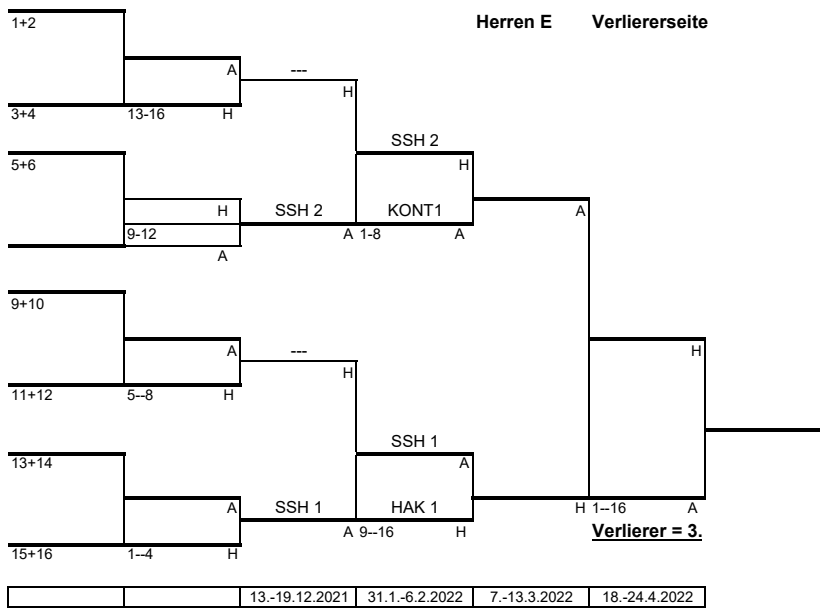 Herren E Verliererseite
1+2
A ---
H
3+4 13-16 H
SSH 2
5+6 H
H SSH 2 KONT1 A
9-12 A 1-8 A
A
9+10
A --- H
H
11+12 5--8 H
SSH 1
13+14 A
A SSH 1 HAK 1
A 9--16 H H 1--16 A
15+16 1--4 H Verlierer = 3.
13.-19.12.2021 31.1.-6.2.2022 7.-13.3.2022 18.-24.4.2022